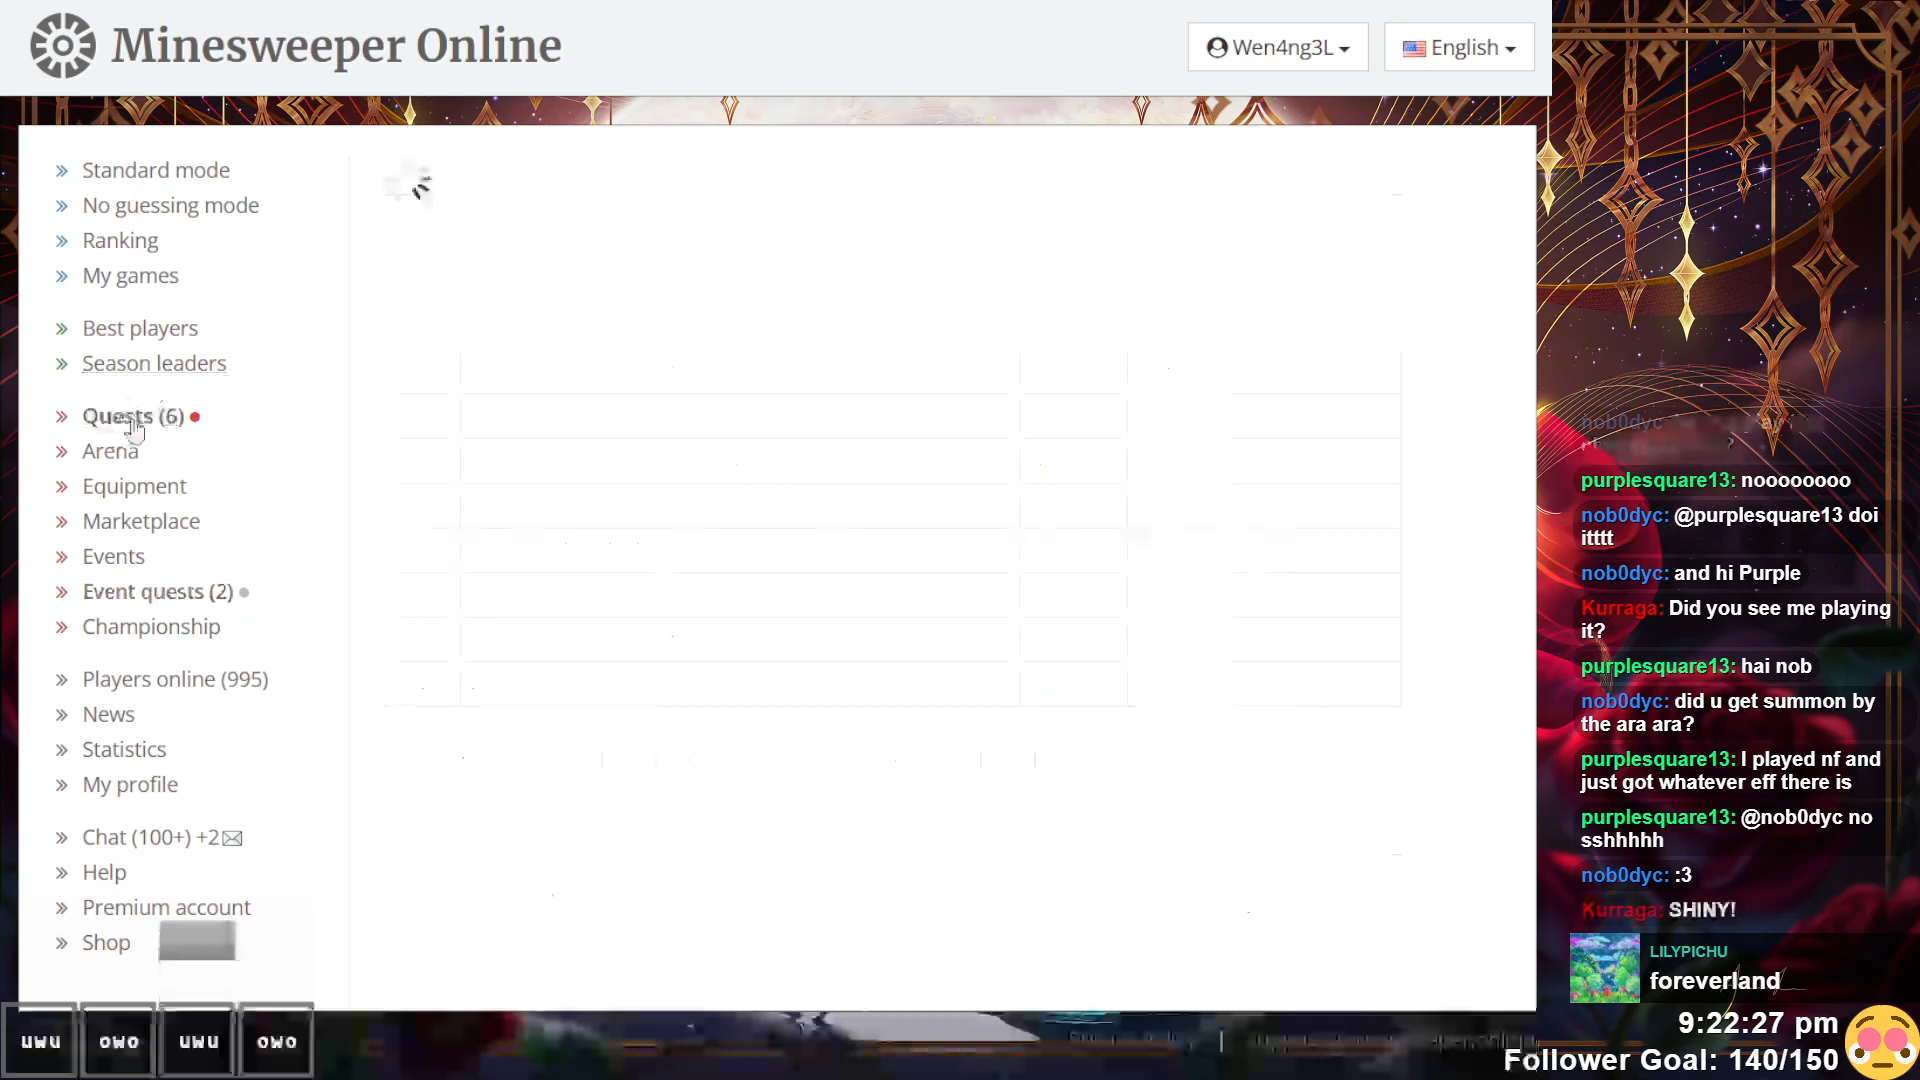 Minesweeper Online
Wen4ng3L
English
Standard mode
No guessing mode
Ranking
My games
Best players
Season leaders
Quests (6)
Arena
Equipment
Marketplace
Events
Event quests (2)
Championship
Players online (995)
News
Statistics
My profile
Chat (100+) +2
Help
Premium account
Shop
nob0dyc
purplesquare13: noooooooo
nob0dyc: @purplesquare13 doi
itttt
nob0dyc: and hi Purple
Kurraga: Did you see me playing
it?
purplesquare13: hai nob
nob0dyc: did u get summon by
the ara ara?
purplesquare13: I played nf and
just got whatever eff there is
purplesquare13: @nob0dyc no
sshhhhh
nob0dyc: :3
Kurraga: SHINY!
LILYPICHU
foreverland
9:22:27 pm
Follower Goal: 140/150
uwu owo uwu owo